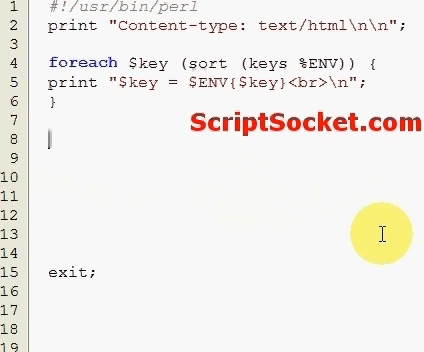 1 #!/usr/bin/perl
2 print "Content-type: text/html\n\n";
3
4 foreach $key (sort (keys %ENV)) {
5 print "$key = $ENV{$key}<br>\n";
6 }
7
ScriptSocket.com
8
9
10
11
12
13
14
15 exit;
16
17
18
19